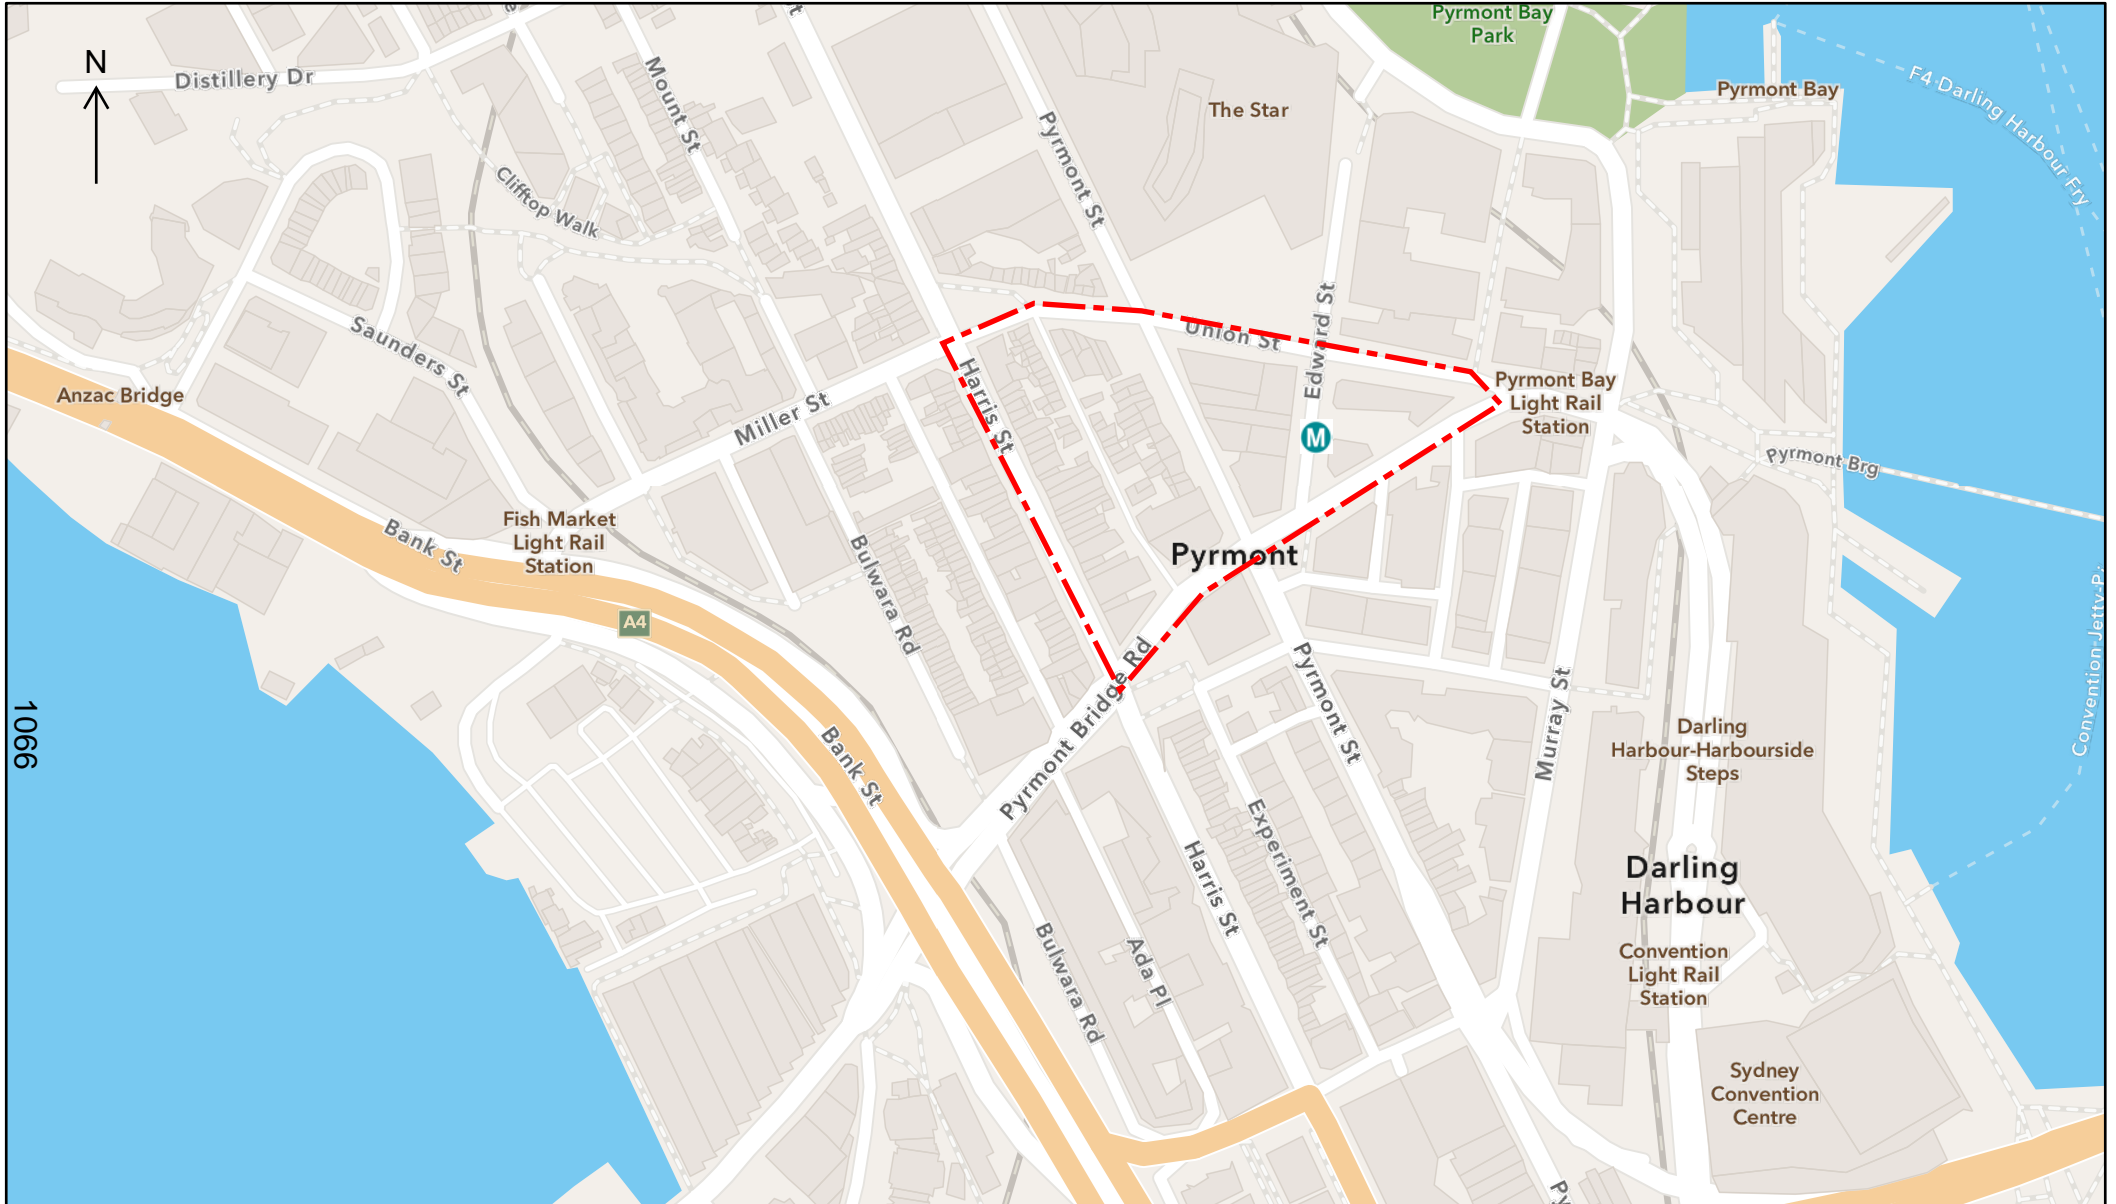 Pyrmont Bay
Park
N
Distillery Dr
Mount St
Pyrmont St
The Star
Pyrmont Bay
F4 Darling Harbour Fry
Clifftop Walk
Saunders St
Anzac Bridge
Miller St
Harris St
Union St
Edward St
Pyrmont Bay
Light Rail
Station
M
Pyrmont Brg
Fish Market
Light Rail
Station
Bank St
Bulwara Rd
Pyrmont
A4
Convention Jetty-Pi
1066
Bank St
Pyrmont Bridge Rd
Pyrmont St
Murray St
Darling
Harbour-Harbourside
Steps
Harris St
Experiment St
Darling
Harbour
Bulwara Rd
Ada Pl
Convention
Light Rail
Station
Sydney
Convention
Centre
Py